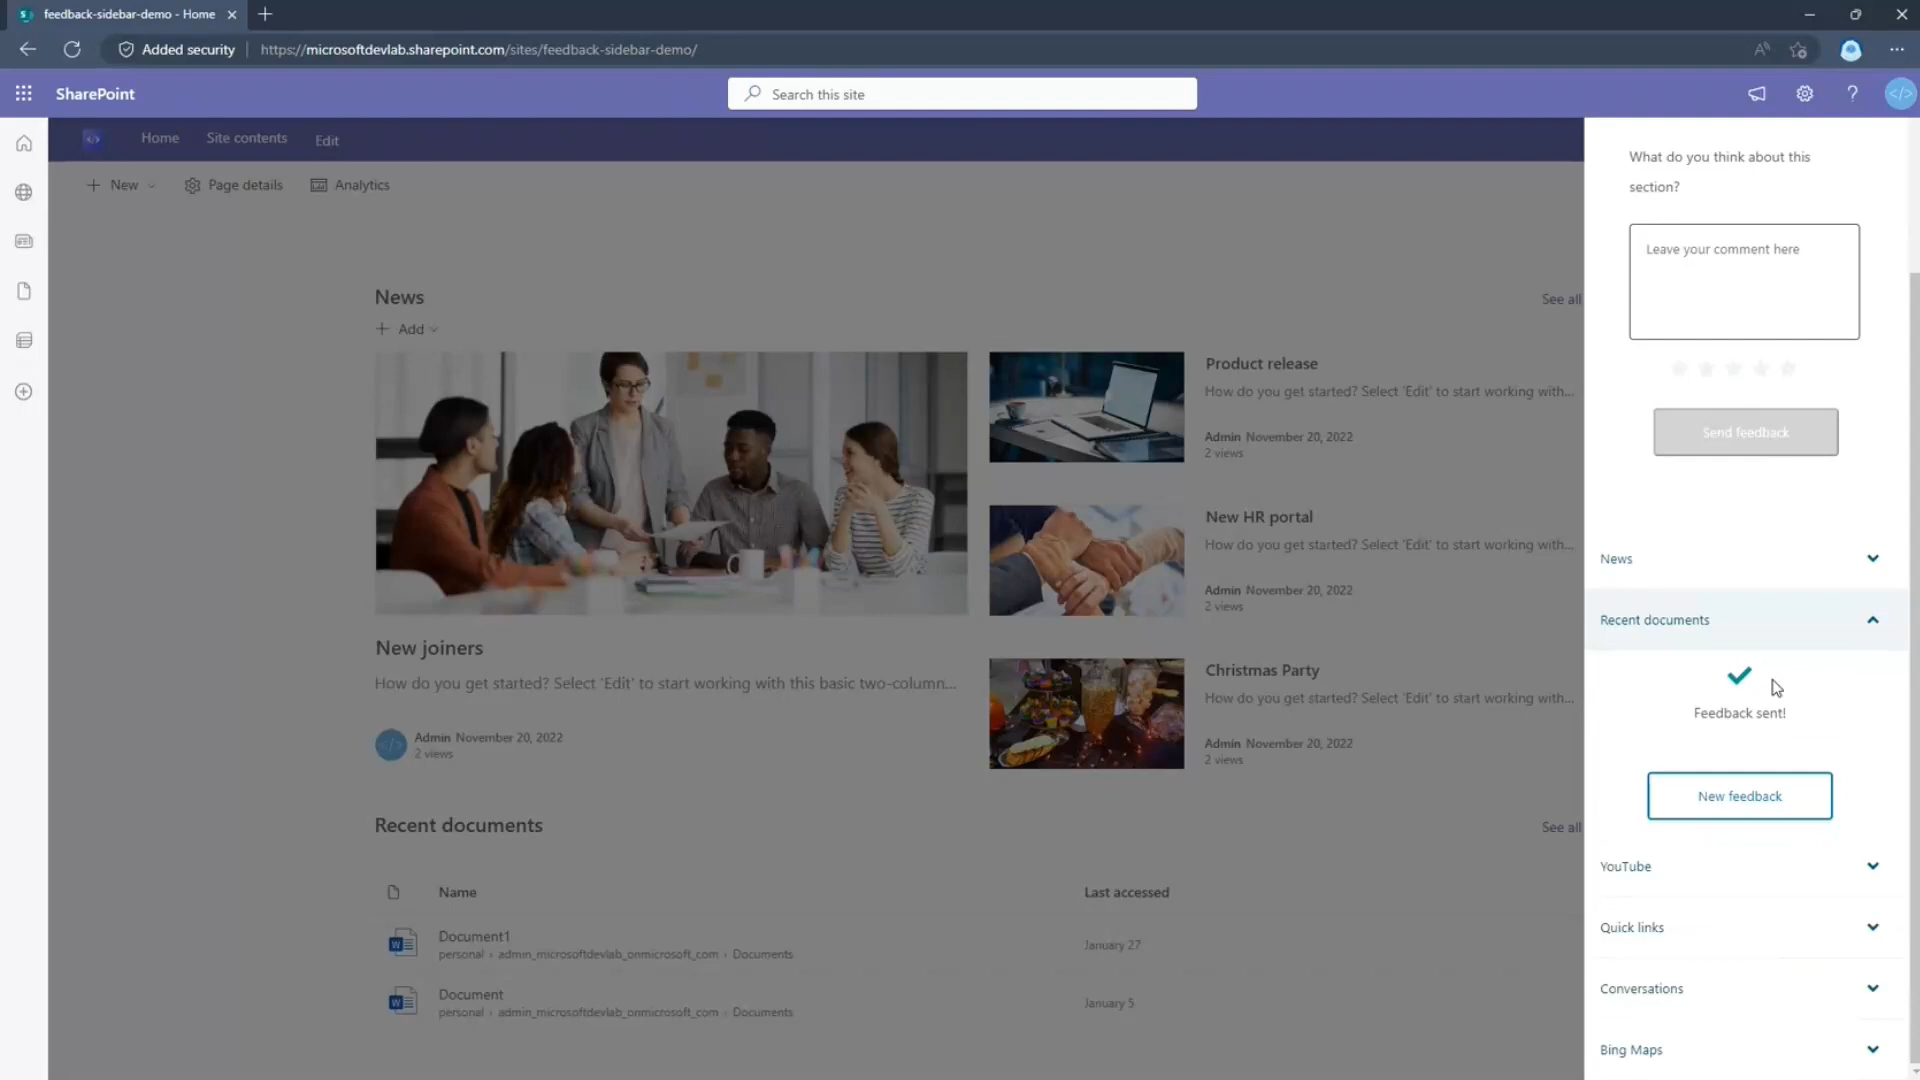 feedback-sidebar-demo - Home
Added security
https://microsoftdevlab.sharepoint.com/sites/feedback-sidebar-demo/
SharePoint
Search this site
Home
Site contents
Edit
New
Page details
Analytics
News
See all
Add
Product release
How do you get started? Select 'Edit' to start working with...
Admin November 20, 2022
2 views
New HR portal
How do you get started? Select 'Edit' to start working with...
Admin November 20, 2022
2 views
New joiners
How do you get started? Select 'Edit' to start working with this basic two-column...
Admin November 20, 2022
2 views
Christmas Party
How do you get started? Select 'Edit' to start working with...
Admin November 20, 2022
2 views
Recent documents
See all
Name
Last accessed
Document1
personal › admin_microsoftdevlab_onmicrosoft_com › Documents
January 27
Document
personal › admin_microsoftdevlab_onmicrosoft_com › Documents
January 5
What do you think about this
section?
Leave your comment here
Send feedback
News
Recent documents
Feedback sent!
New feedback
YouTube
Quick links
Conversations
Bing Maps